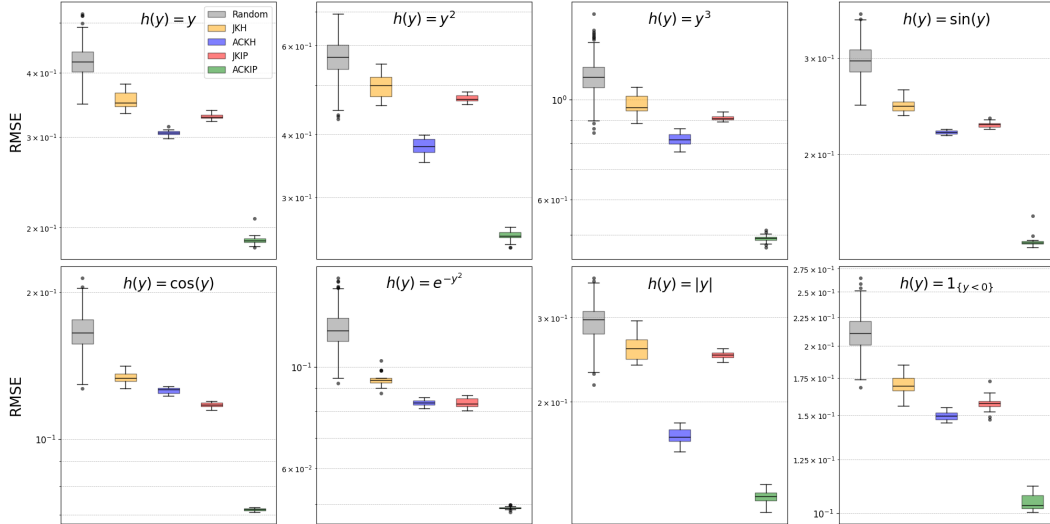 h(y) = y
Random
JKH
ACKH
JKIP
ACKIP
RMSE
4 × 10⁻¹
3 × 10⁻¹
2 × 10⁻¹
h(y) = y²
6 × 10⁻¹
4 × 10⁻¹
3 × 10⁻¹
h(y) = y³
10⁰
6 × 10⁻¹
h(y) = sin(y)
3 × 10⁻¹
2 × 10⁻¹
h(y) = cos(y)
RMSE
2 × 10⁻¹
10⁻¹
h(y) = e^{-y²}
10⁻¹
6 × 10⁻²
h(y) = |y|
3 × 10⁻¹
2 × 10⁻¹
h(y) = 1_{{y<0}}
2.75 × 10⁻¹
2.5 × 10⁻¹
2.25 × 10⁻¹
2 × 10⁻¹
1.75 × 10⁻¹
1.5 × 10⁻¹
1.25 × 10⁻¹
10⁻¹